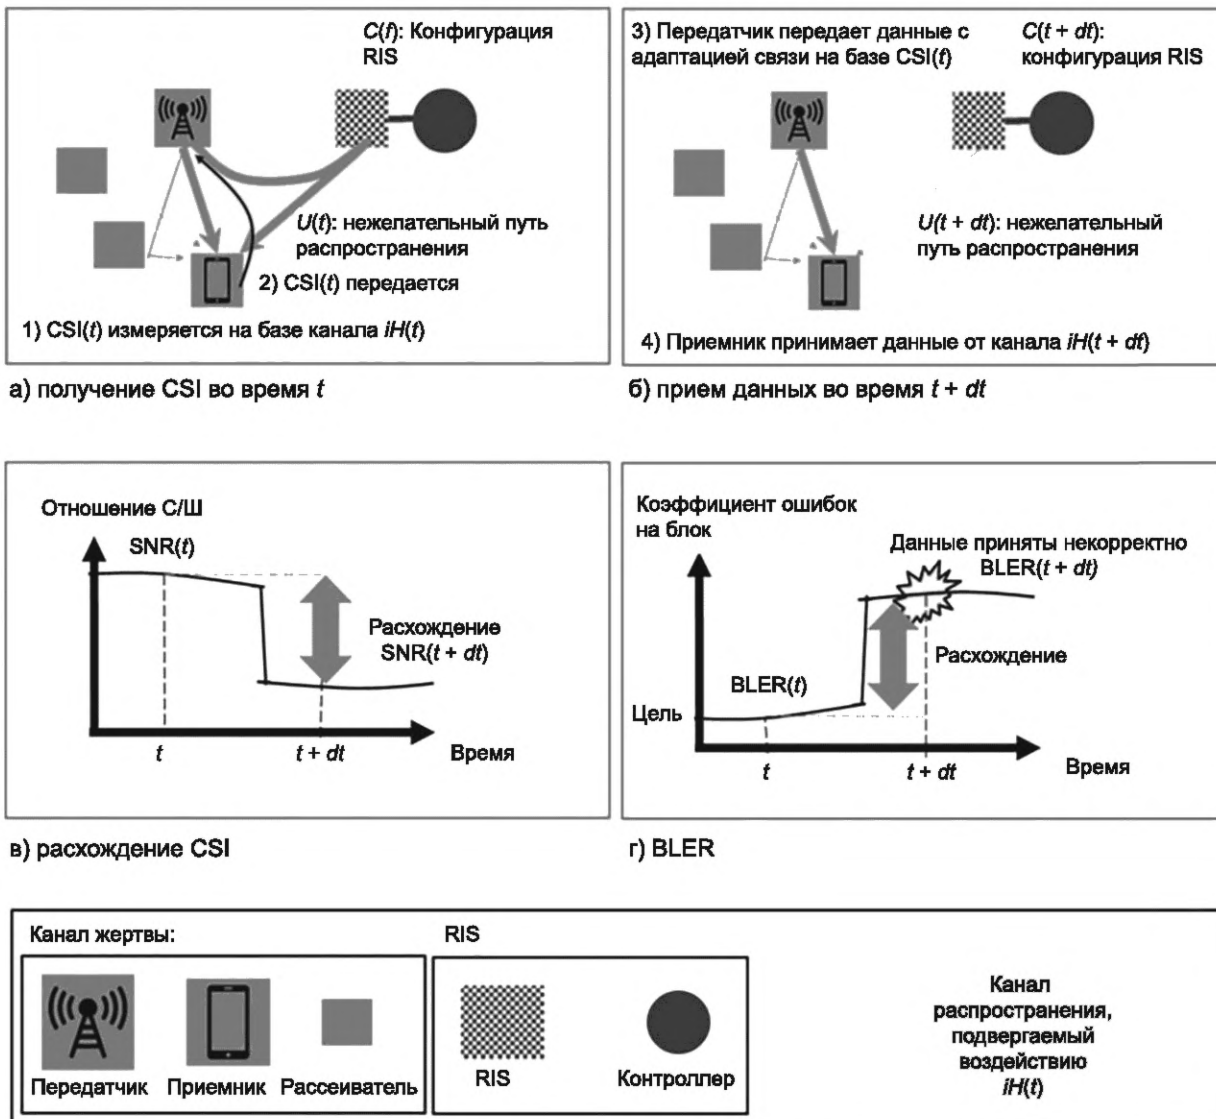 C(t): Конфигурация
RIS
U(t): нежелательный путь
распространения
2) CSI(t) передается
1) CSI(t) измеряется на базе канала iH(t)
а) получение CSI во время t
3) Передатчик передает данные с
адаптацией связи на базе CSI(t)
C(t + dt):
конфигурация RIS
U(t + dt): нежелательный
путь распространения
4) Приемник принимает данные от канала iH(t + dt)
б) прием данных во время t + dt
Отношение С/Ш
SNR(t)
Расхождение
SNR(t + dt)
t
t + dt
Время
в) расхождение CSI
Коэффициент ошибок
на блок
Данные приняты некорректно
BLER(t + dt)
Расхождение
BLER(t)
Цель
t
t + dt
Время
г) BLER
Канал жертвы:
Передатчик
Приемник
Рассеиватель
RIS
RIS
Контроллер
Канал
распространения,
подвергаемый
воздействию
iH(t)